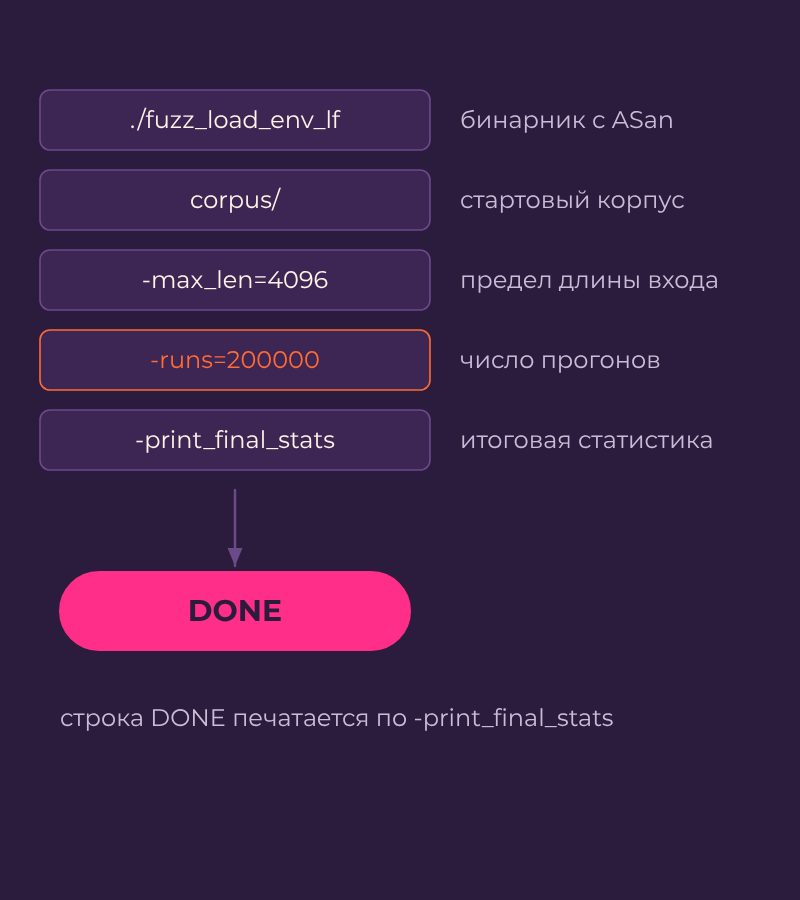 ./fuzz_load_env_lf
бинарник с ASan
corpus/
стартовый корпус
-max_len=4096
предел длины входа
-runs=200000
число прогонов
-print_final_stats
итоговая статистика
DONE
строка DONE печатается по -print_final_stats